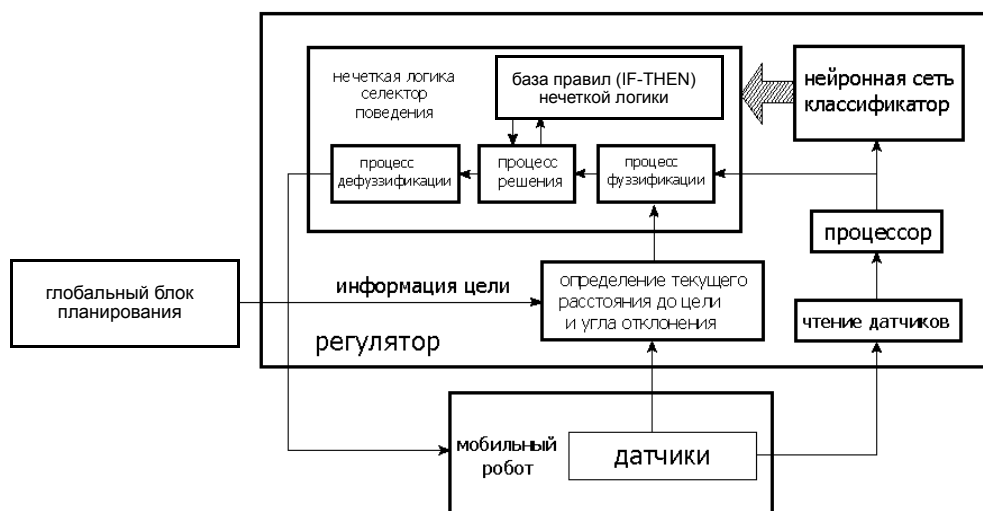 нечеткая логика
селектор
поведения
база правил (IF-THEN)
нечеткой логики
нейронная сеть
классификатор
процесс
дефуззификации
процесс
решения
процесс
фуззификации
процессор
глобальный блок
планирования
информация цели
определение текущего
расстояния до цели
и угла отклонения
чтение датчиков
регулятор
мобильный
робот
датчики